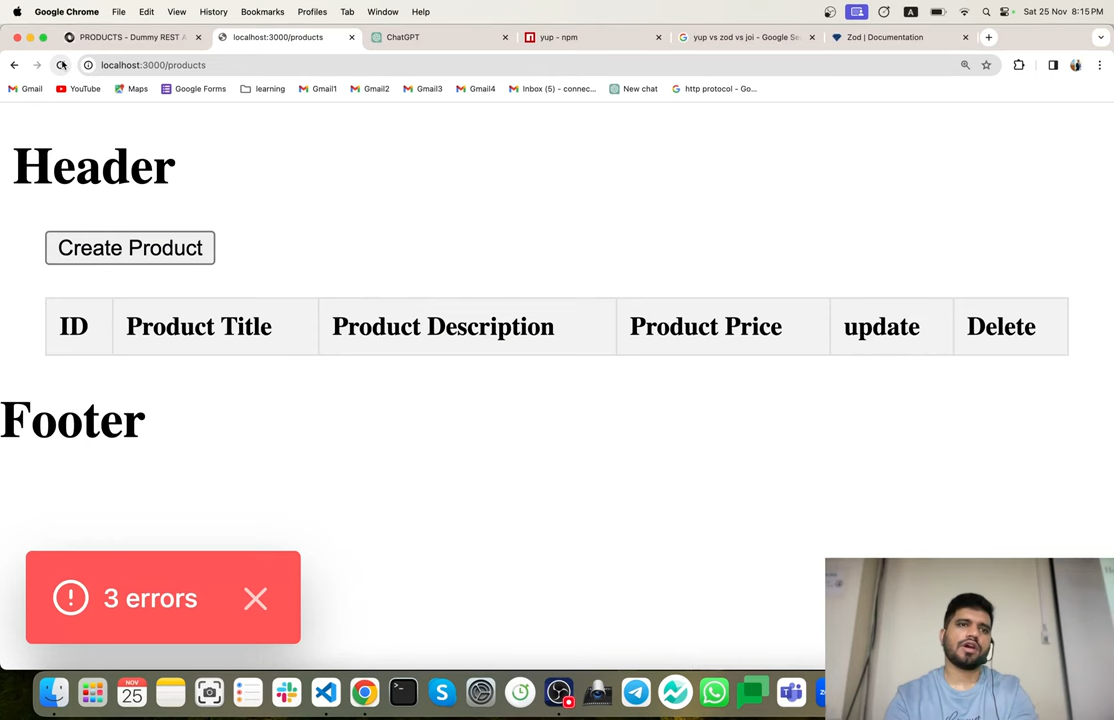 Google Chrome File Edit View History Bookmarks Profiles Tab Window Help A Sat 25 Nov 8:15 PM
PRODUCTS - Dummy REST A localhost:3000/products ChatGPT yup - npm yup vs zod vs joi - Google Se Zod | Documentation
localhost:3000/products
Gmail YouTube Maps Google Forms learning Gmail1 Gmail2 Gmail3 Gmail4 Inbox (5) - connec... New chat http protocol - Go...
Header
Create Product
ID Product Title Product Description Product Price update Delete
Footer
3 errors
NOV
25